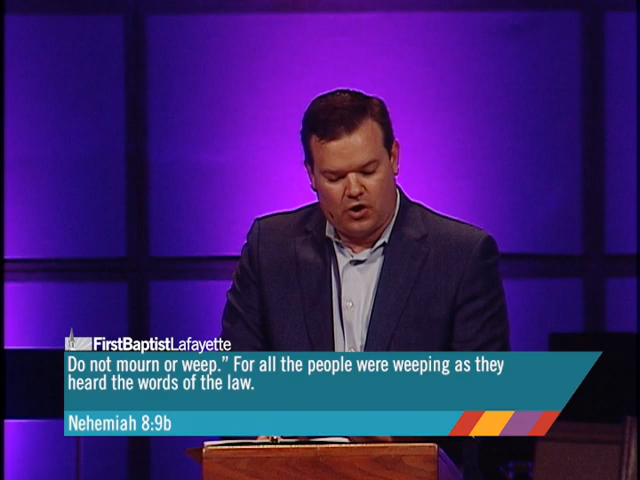 FirstBaptistLafayette
Do not mourn or weep.” For all the people were weeping as they
heard the words of the law.
Nehemiah 8:9b